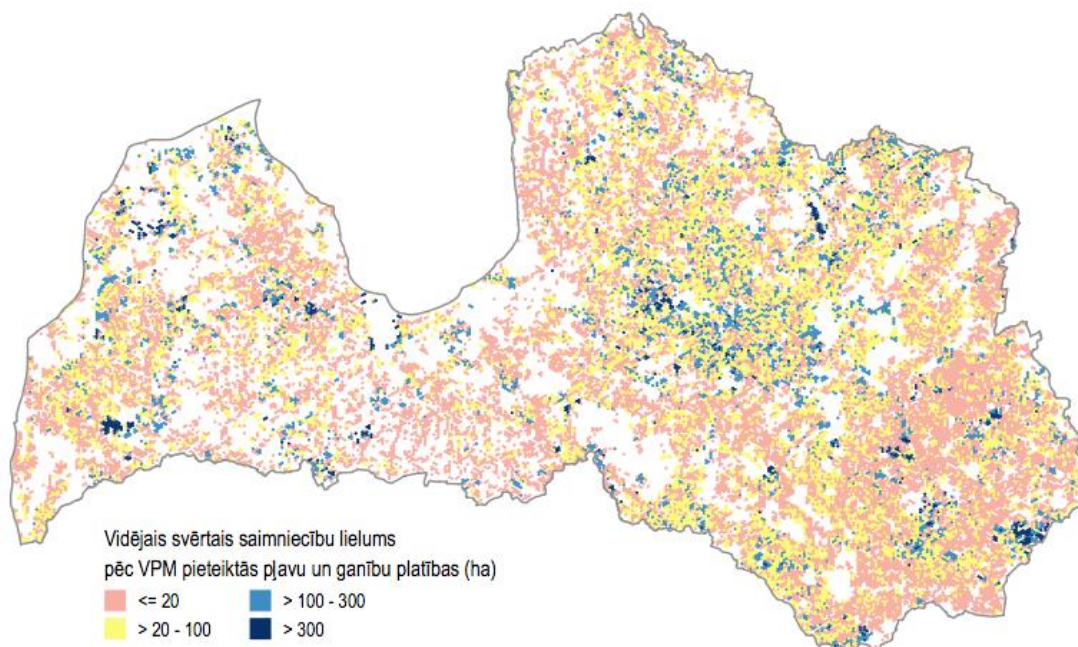 Vidējais svērtais saimniecību lielums
pēc VPM pieteiktās pļavu un ganību platības (ha)
<= 20
> 100 - 300
> 20 - 100
> 300